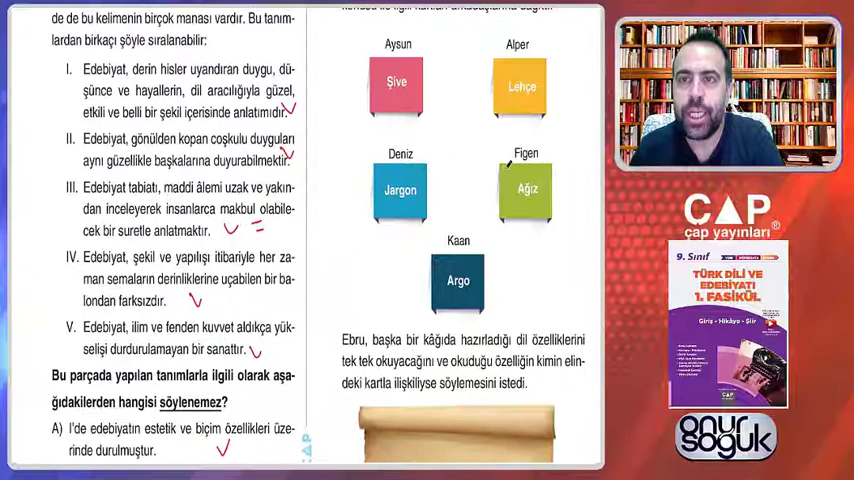 de de bu kelimenin birçok manası vardır. Bu tanım-
lardan birkaçı şöyle sıralanabilir:
I. Edebiyat, derin hisler uyandıran duygu, dü-
şünce ve hayallerin, dil aracılığıyla güzel,
etkili ve belli bir şekil içerisinde anlatımıdır.
II. Edebiyat, gönülden kopan coşkulu duyguları
aynı güzellikle başkalarına duyurabilmektir.
III. Edebiyat tabiatı, maddi âlemi uzak ve yakın-
dan inceleyerek insanlarca makbul olabile-
cek bir suretle anlatmaktır.
IV. Edebiyat, şekil ve yapılışı itibariyle her za-
man semaların derinliklerine uçabilen bir ba-
londan farksızdır.
V. Edebiyat, ilim ve fenden kuvvet aldıkça yük-
selişi durdurulamayan bir sanattır.
Bu parçada yapılan tanımlarla ilgili olarak aşa-
ğıdakilerden hangisi söylenemez?
A) I'de edebiyatın estetik ve biçim özellikleri üze-
rinde durulmuştur.
Aysun
Şive
Alper
Lehçe
Deniz
Jargon
Figen
Ağız
Kaan
Argo
Ebru, başka bir kâğıda hazırladığı dil özelliklerini
tek tek okuyacağını ve okuduğu özelliğin kimin elin-
deki kartla ilişkiliyse söylemesini istedi.
ÇAP
ÇAP
çap yayınları
9. Sınıf
TÜRK DİLİ VE
EDEBİYATI
1. FASİKÜL
Giriş - Hikâye - Şiir
onur
soğuk